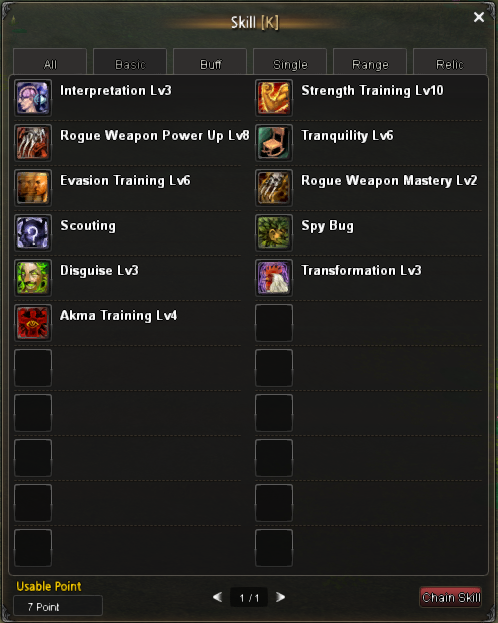 Skill [K]
All
Basic
Buff
Single
Range
Relic
Interpretation Lv3
Strength Training Lv10
Rogue Weapon Power Up Lv8
Tranquility Lv6
Evasion Training Lv6
Rogue Weapon Mastery Lv2
Scouting
Spy Bug
Disguise Lv3
Transformation Lv3
Akma Training Lv4
Usable Point
7 Point
1 / 1
Chain Skill